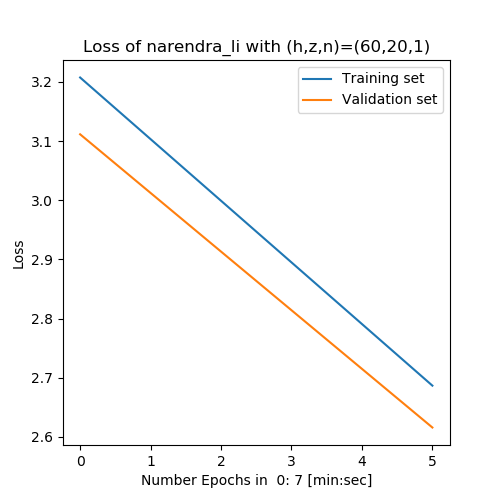 Loss of narendra_li with (h,z,n)=(60,20,1)
Training set
Validation set
3.2
3.1
3.0
2.9
2.8
2.7
2.6
Loss
0 1 2 3 4 5
Number Epochs in  0: 7 [min:sec]